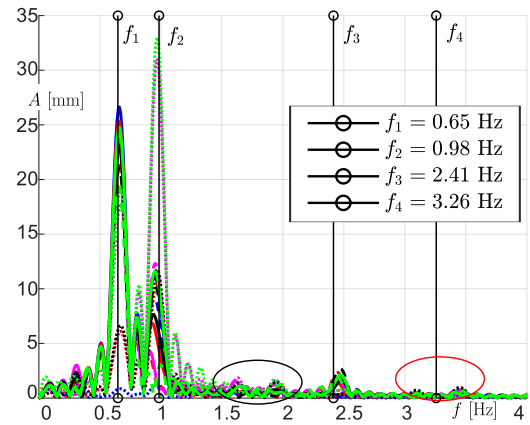 35
f1 f2 f3 f4
30
A [mm]
25
f1 = 0.65 Hz
f2 = 0.98 Hz
20
f3 = 2.41 Hz
f4 = 3.26 Hz
15
10
5
0
f [Hz]
0 0.5 1 1.5 2 2.5 3 3.5 4